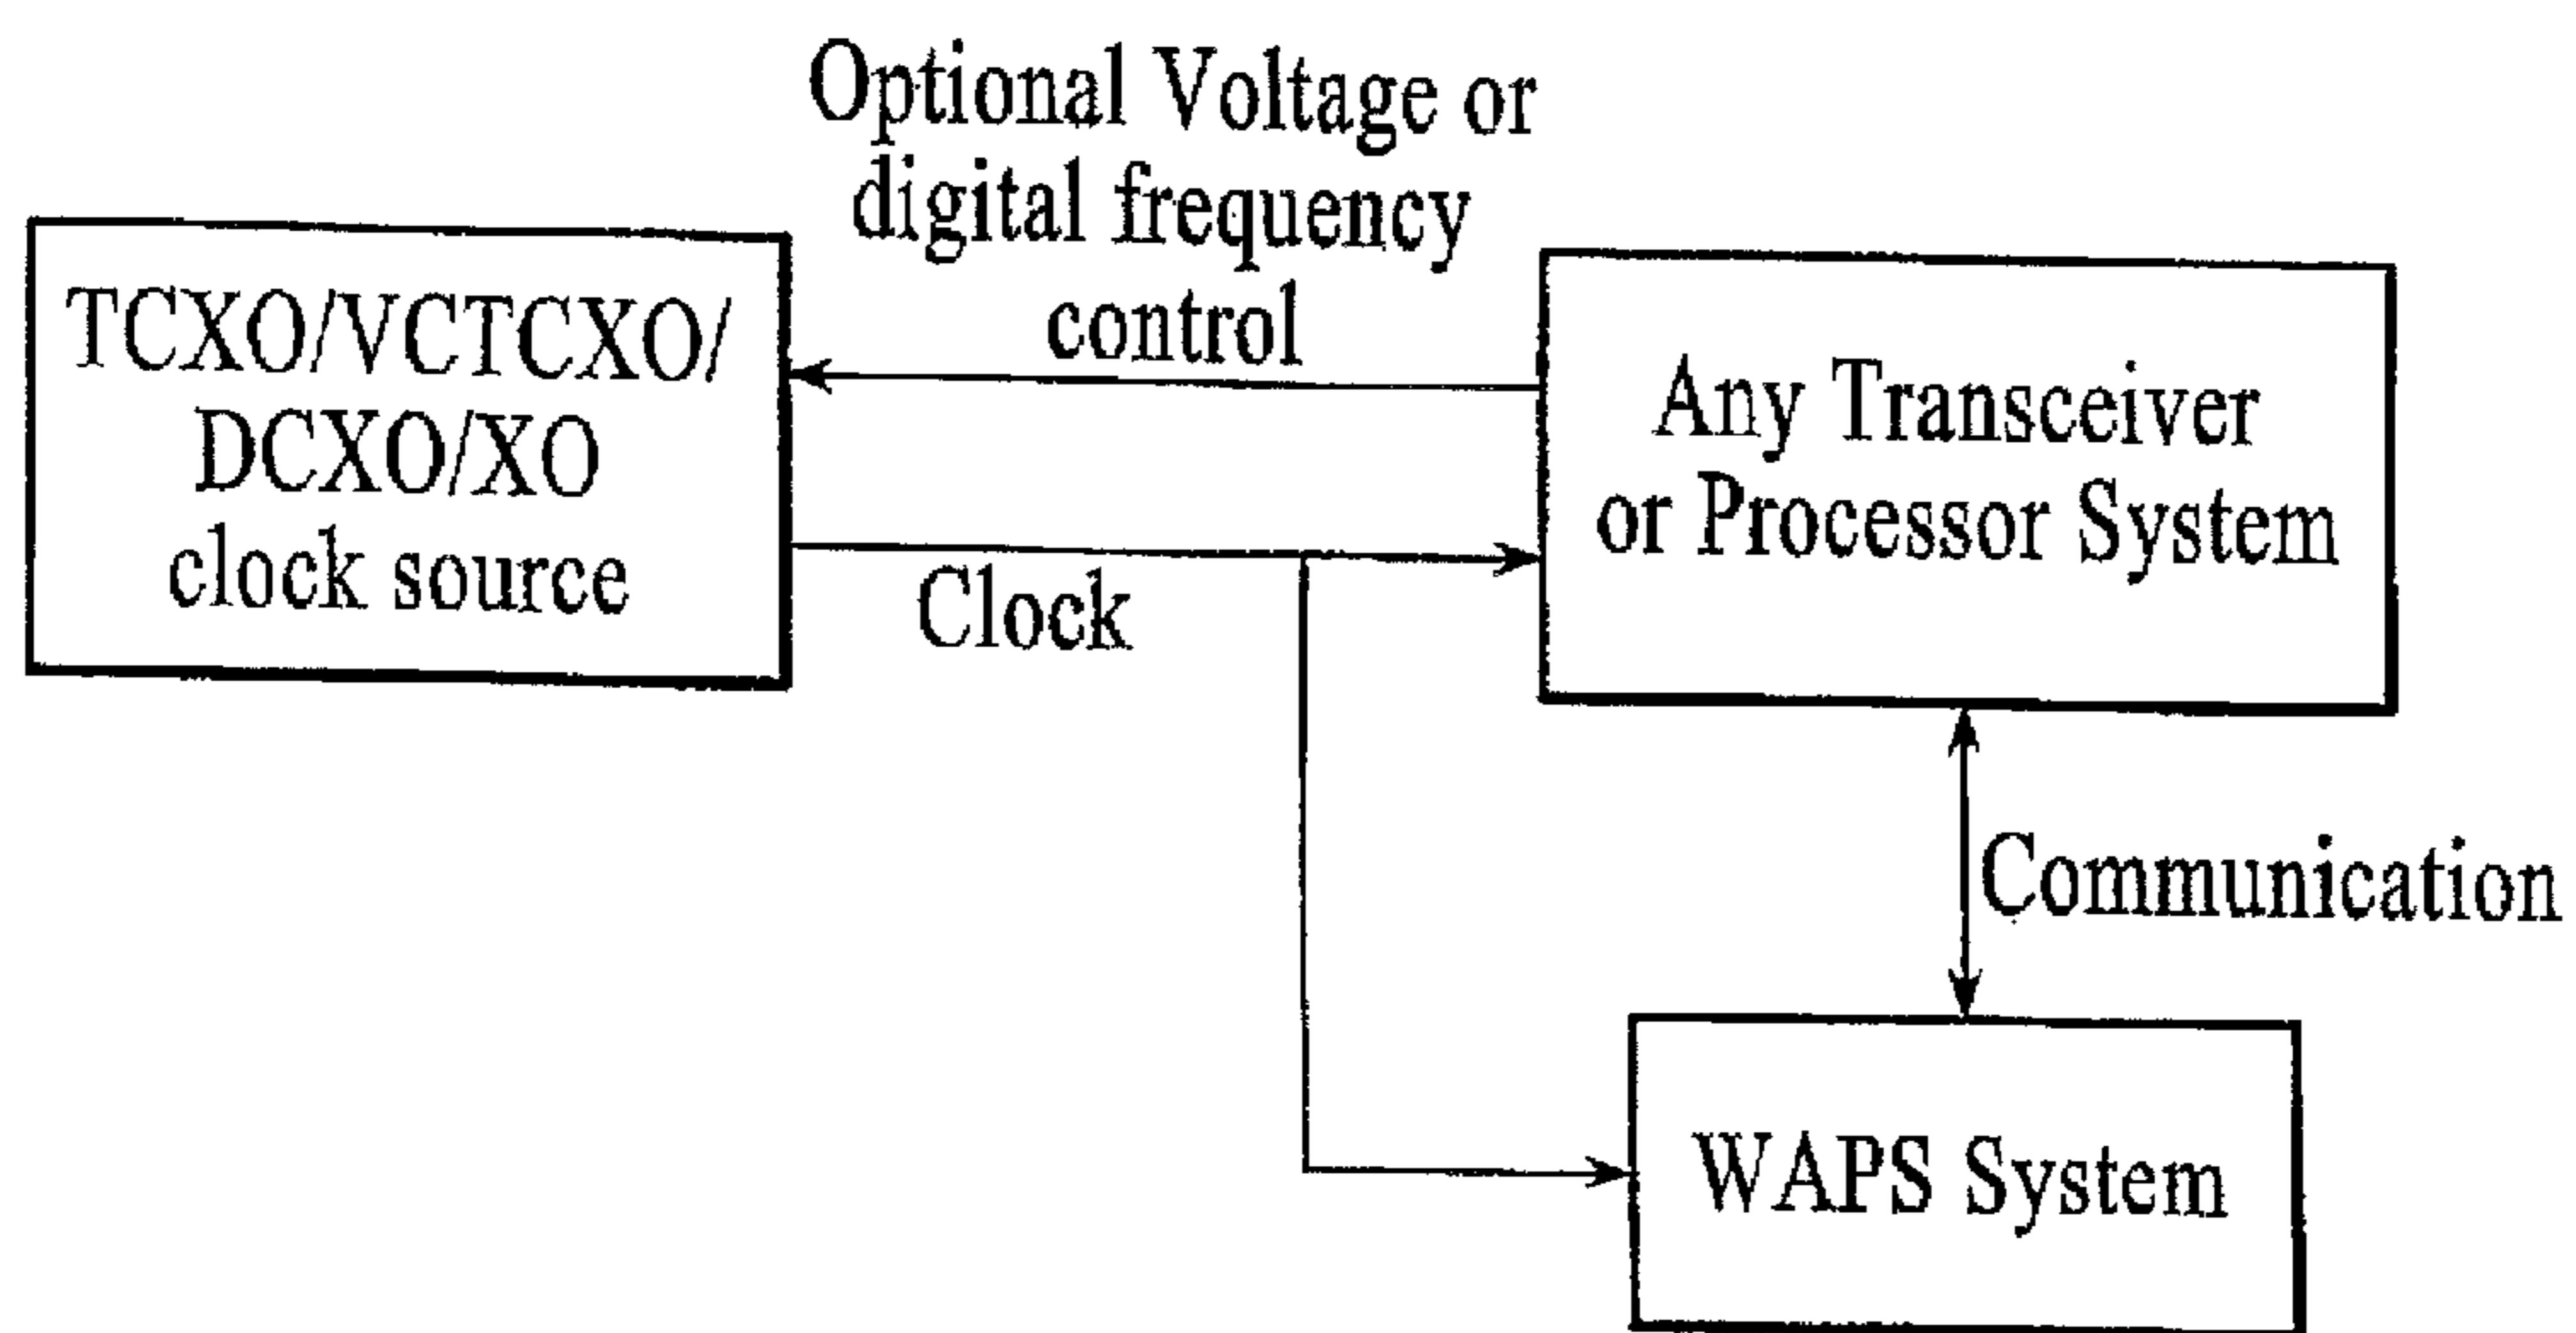 Optional Voltage or
digital frequency
control
TCXO/VCTCXO/
DCXO/XO
clock source
Any Transceiver
or Processor System
Clock
Communication
WAPS System